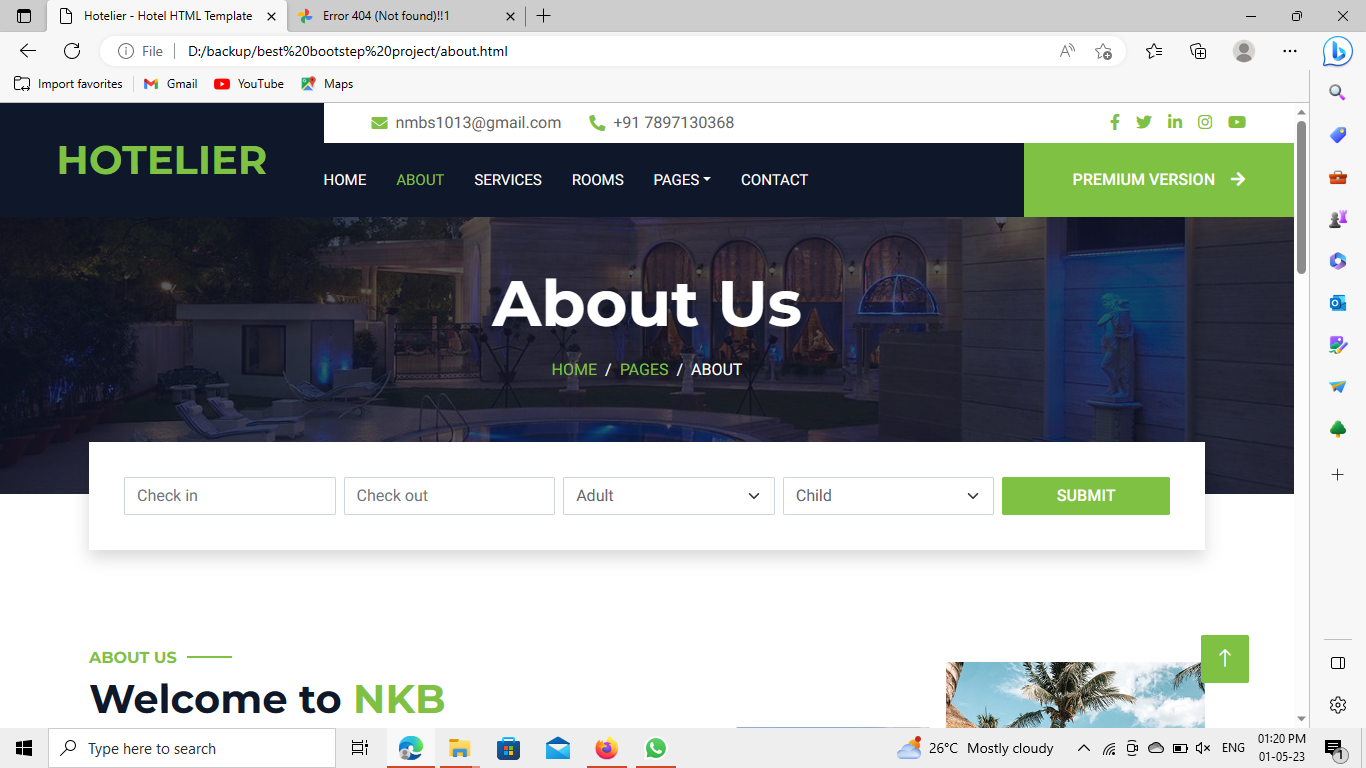 Hotelier - Hotel HTML Template
Error 404 (Not found)!!1
File
D:/backup/best%20bootstep%20project/about.html
Import favorites
Gmail
YouTube
Maps
HOTELIER
nmbs1013@gmail.com
+91 7897130368
HOME
ABOUT
SERVICES
ROOMS
PAGES
CONTACT
PREMIUM VERSION
About Us
HOME / PAGES / ABOUT
Check in
Check out
Adult
Child
SUBMIT
ABOUT US
Welcome to NKB
Type here to search
26°C Mostly cloudy
ENG
01:20 PM
01-05-23
1